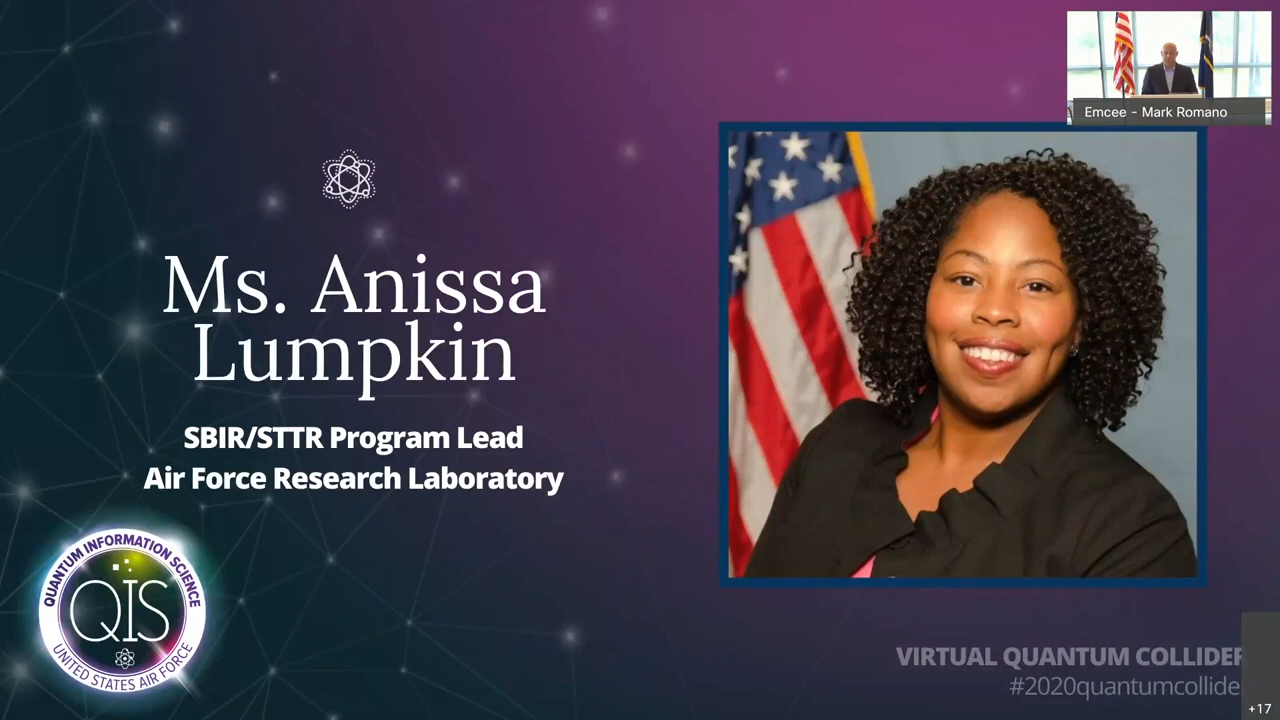 Emcee - Mark Romano
Ms. Anissa
Lumpkin
SBIR/STTR Program Lead
Air Force Research Laboratory
QUANTUM INFORMATION SCIENCE
QIS
UNITED STATES AIR FORCE
VIRTUAL QUANTUM COLLIDER
#2020quantumcollide
+17